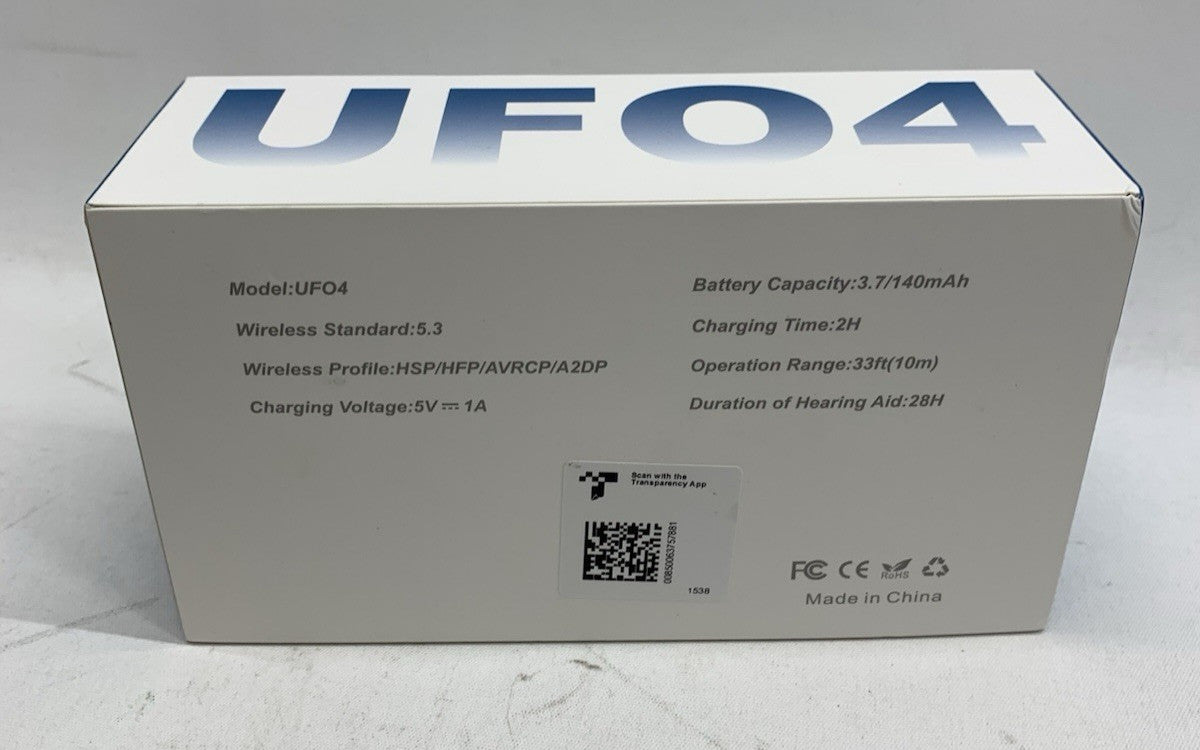 UFO4
Model:UFO4
Wireless Standard:5.3
Wireless Profile:HSP/HFP/AVRCP/A2DP
Charging Voltage:5V⎓1A
Battery Capacity:3.7/140mAh
Charging Time:2H
Operation Range:33ft(10m)
Duration of Hearing Aid:28H
Scan with the
Transparency App
00850063757881
1538
FC CE RoHS
Made in China